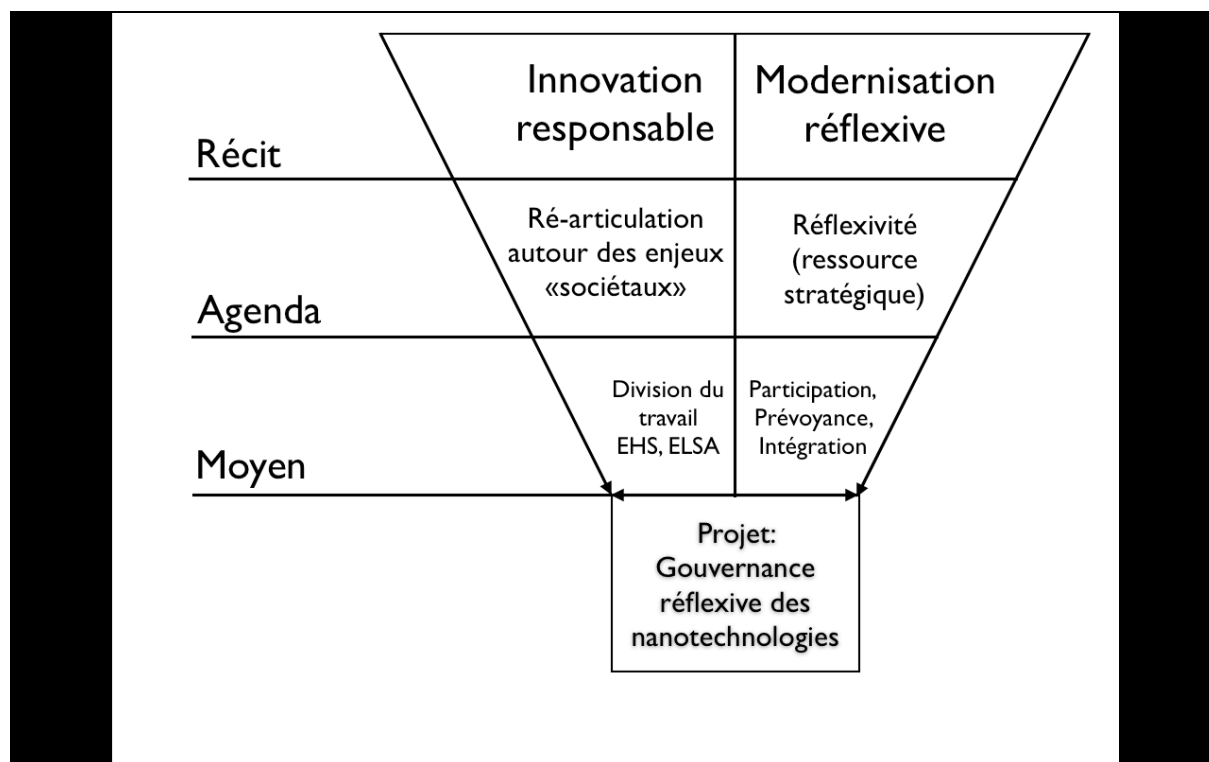 Innovation
responsable
Modernisation
réflexive
Récit
Ré-articulation
autour des enjeux
«sociétaux»
Réflexivité
(ressource
stratégique)
Agenda
Division du
travail
EHS, ELSA
Participation,
Prévoyance,
Intégration
Moyen
Projet:
Gouvernance
réflexive des
nanotechnologies